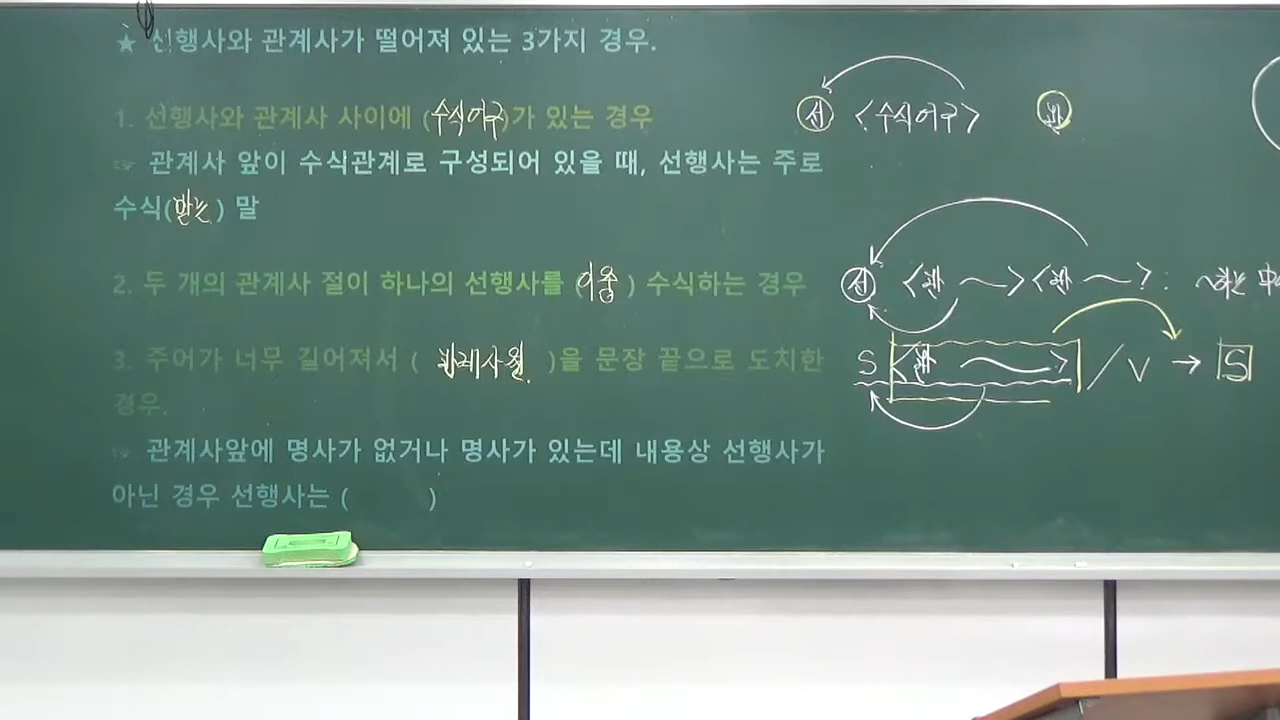 ★ 선행사와 관계사가 떨어져 있는 3가지 경우.
1. 선행사와 관계사 사이에 (수식어구)가 있는 경우
☞ 관계사 앞이 수식관계로 구성되어 있을 때, 선행사는 주로
수식(받는) 말
2. 두 개의 관계사 절이 하나의 선행사를 (이중) 수식하는 경우
3. 주어가 너무 길어져서 ( 관계사절 )을 문장 끝으로 도치한
경우.
☞ 관계사앞에 명사가 없거나 명사가 있는데 내용상 선행사가
아닌 경우 선행사는 ( )
선 <수식어구> 관
선 <관 ~> <관 ~> :
S <관 ~> / V → S